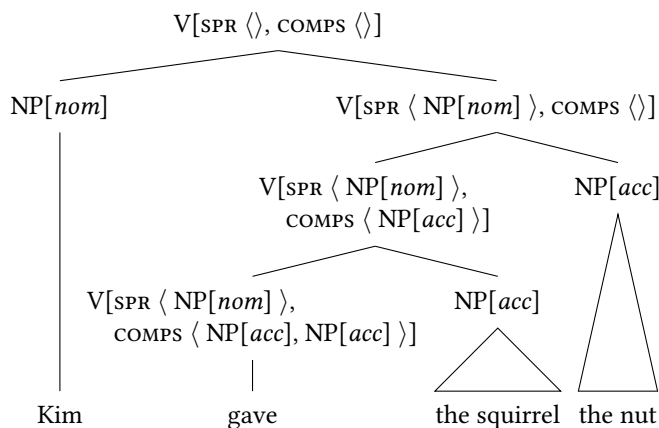 V[SPR ⟨⟩, COMPS ⟨⟩]
NP[nom] V[SPR ⟨ NP[nom] ⟩, COMPS ⟨⟩]
V[SPR ⟨ NP[nom] ⟩, NP[acc]
COMPS ⟨ NP[acc] ⟩]
V[SPR ⟨ NP[nom] ⟩, NP[acc]
COMPS ⟨ NP[acc], NP[acc] ⟩]
Kim gave the squirrel the nut